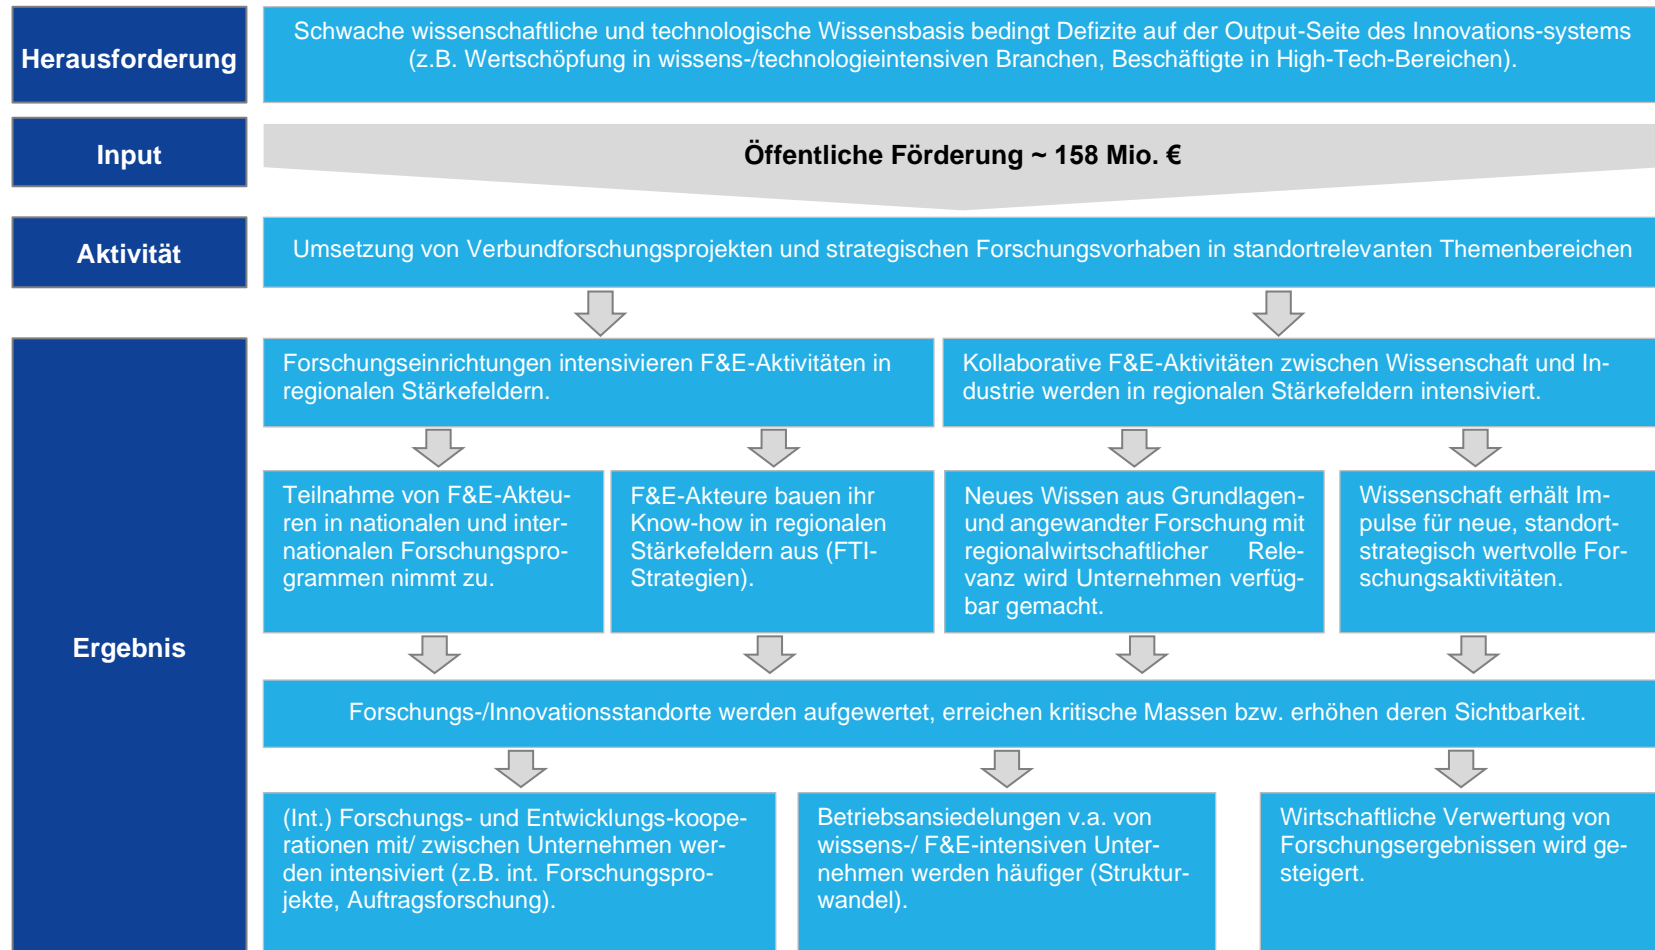 Herausforderung
Schwache wissenschaftliche und technologische Wissensbasis bedingt Defizite auf der Output-Seite des Innovations-systems
(z.B. Wertschöpfung in wissens-/technologieintensiven Branchen, Beschäftigte in High-Tech-Bereichen).
Input
Öffentliche Förderung ~ 158 Mio. €
Aktivität
Umsetzung von Verbundforschungsprojekten und strategischen Forschungsvorhaben in standortrelevanten Themenbereichen
Ergebnis
Forschungseinrichtungen intensivieren F&E-Aktivitäten in
regionalen Stärkefeldern.
Kollaborative F&E-Aktivitäten zwischen Wissenschaft und In-
dustrie werden in regionalen Stärkefeldern intensiviert.
Teilnahme von F&E-Akteu-
ren in nationalen und inter-
nationalen Forschungspro-
grammen nimmt zu.
F&E-Akteure bauen ihr
Know-how in regionalen
Stärkefeldern aus (FTI-
Strategien).
Neues Wissen aus Grundlagen-
und angewandter Forschung mit
regionalwirtschaftlicher Rele-
vanz wird Unternehmen verfüg-
bar gemacht.
Wissenschaft erhält Im-
pulse für neue, standort-
strategisch wertvolle For-
schungsaktivitäten.
Forschungs-/Innovationsstandorte werden aufgewertet, erreichen kritische Massen bzw. erhöhen deren Sichtbarkeit.
(Int.) Forschungs- und Entwicklungs-koope-
rationen mit/ zwischen Unternehmen wer-
den intensiviert (z.B. int. Forschungspro-
jekte, Auftragsforschung).
Betriebsansiedelungen v.a. von
wissens-/ F&E-intensiven Unter-
nehmen werden häufiger (Struktur-
wandel).
Wirtschaftliche Verwertung von
Forschungsergebnissen wird ge-
steigert.